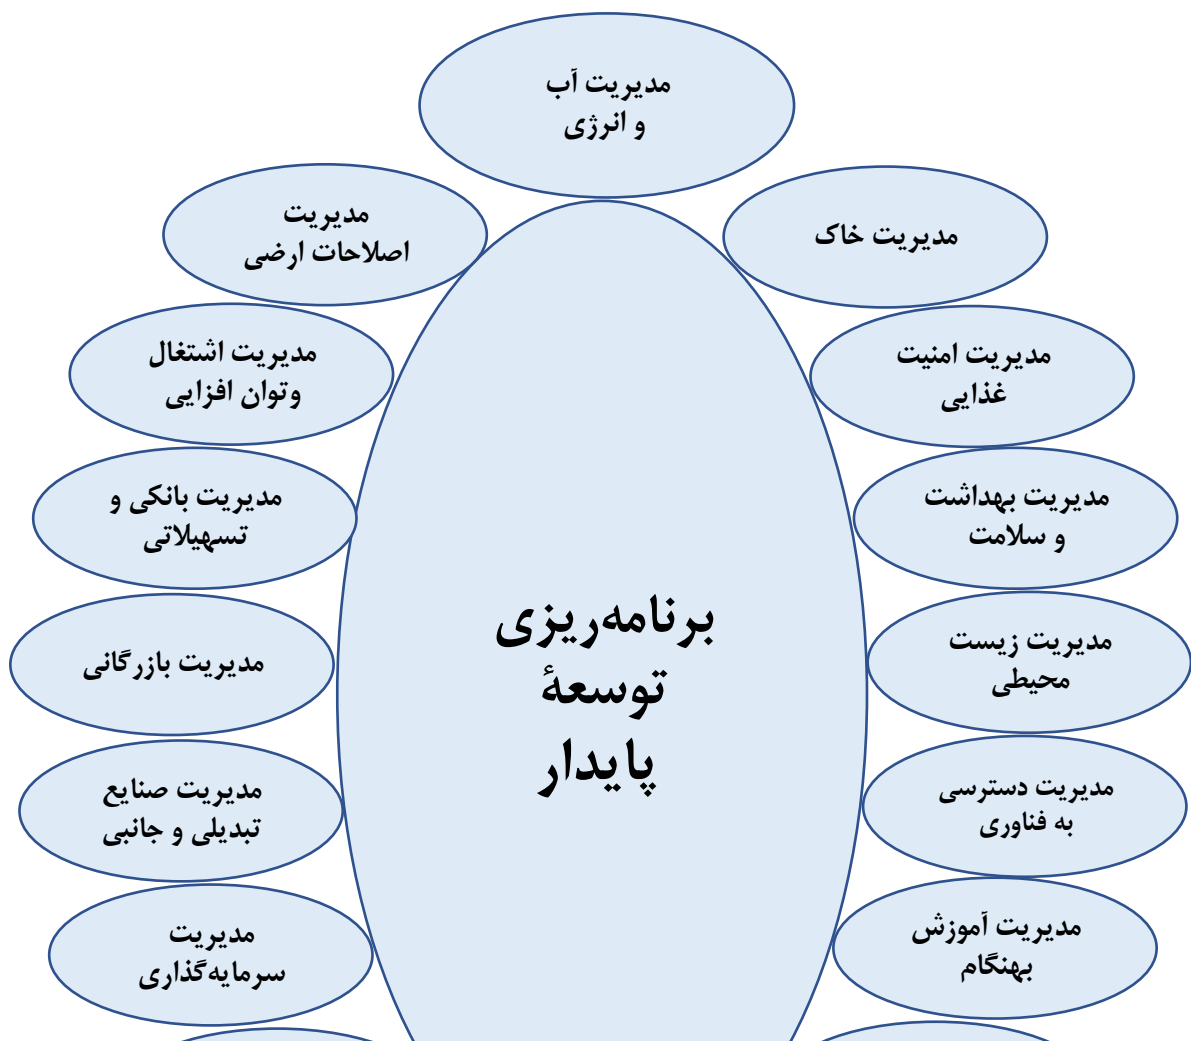 مدیریت آب
و انرژی
مدیریت خاک
مدیریت
اصلاحات ارضی
مدیریت امنیت
غذایی
مدیریت اشتغال
وتوان افزایی
مدیریت بهداشت
و سلامت
مدیریت بانکی و
تسهیلاتی
برنامه‌ریزی
توسعهٔ
پایدار
مدیریت زیست
محیطی
مدیریت بازرگانی
مدیریت دسترسی
به فناوری
مدیریت صنایع
تبدیلی و جانبی
مدیریت آموزش
بهنگام
مدیریت
سرمایه‌گذاری